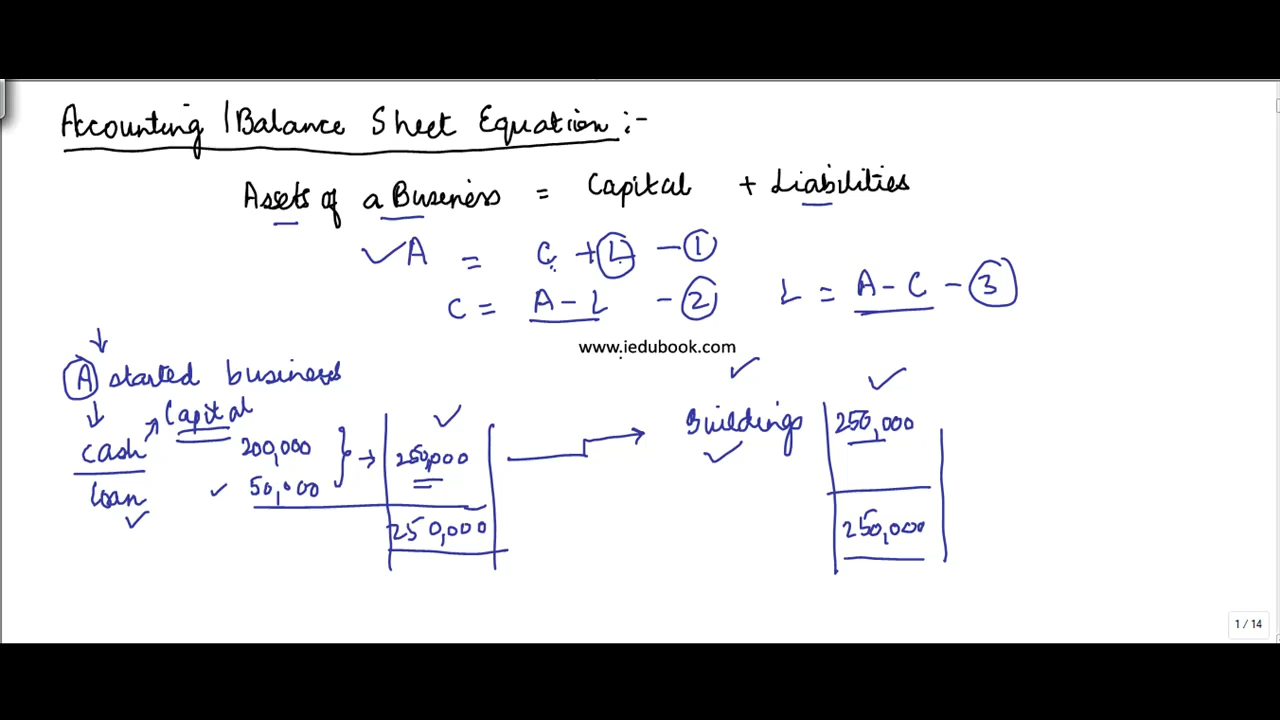 Accounting | Balance Sheet Equation :-
Assets of a Business = Capital + Liabilities
A = C + L - 1
C = A - L - 2 L = A - C - 3
www.iedubook.com
A started business
Capital
cash 200,000 250,000 Buildings 250,000
loan 50,000
250,000 250,000
1 / 14